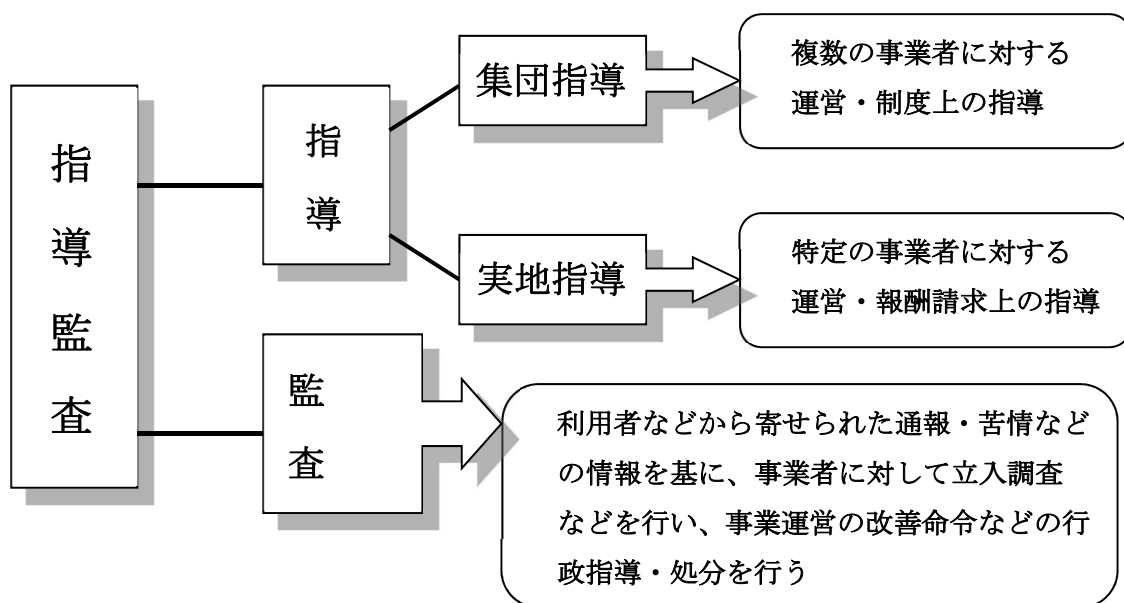 指導監査
指導
集団指導
複数の事業者に対する
運営・制度上の指導
実地指導
特定の事業者に対する
運営・報酬請求上の指導
監査
利用者などから寄せられた通報・苦情など
の情報を基に、事業者に対して立入調査
などを行い、事業運営の改善命令などの行
政指導・処分を行う